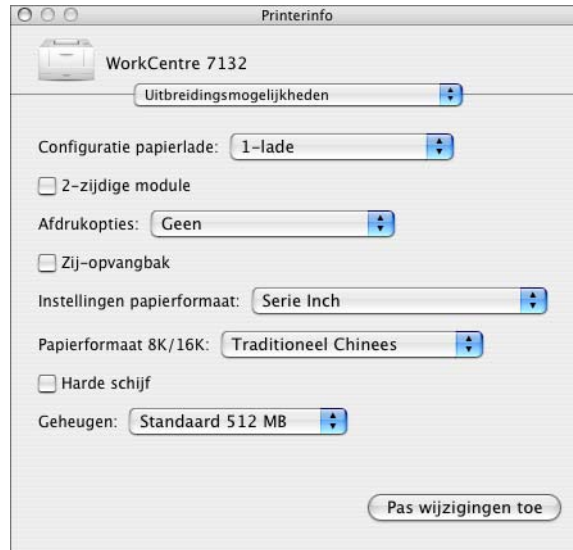 Printerinfo
WorkCentre 7132
Uitbreidingsmogelijkheden
Configuratie papierlade: 1-lade
2-zijdige module
Afdrukopties: Geen
Zij-opvangbak
Instellingen papierformaat: Serie Inch
Papierformaat 8K/16K: Traditioneel Chinees
Harde schijf
Geheugen: Standaard 512 MB
Pas wijzigingen toe